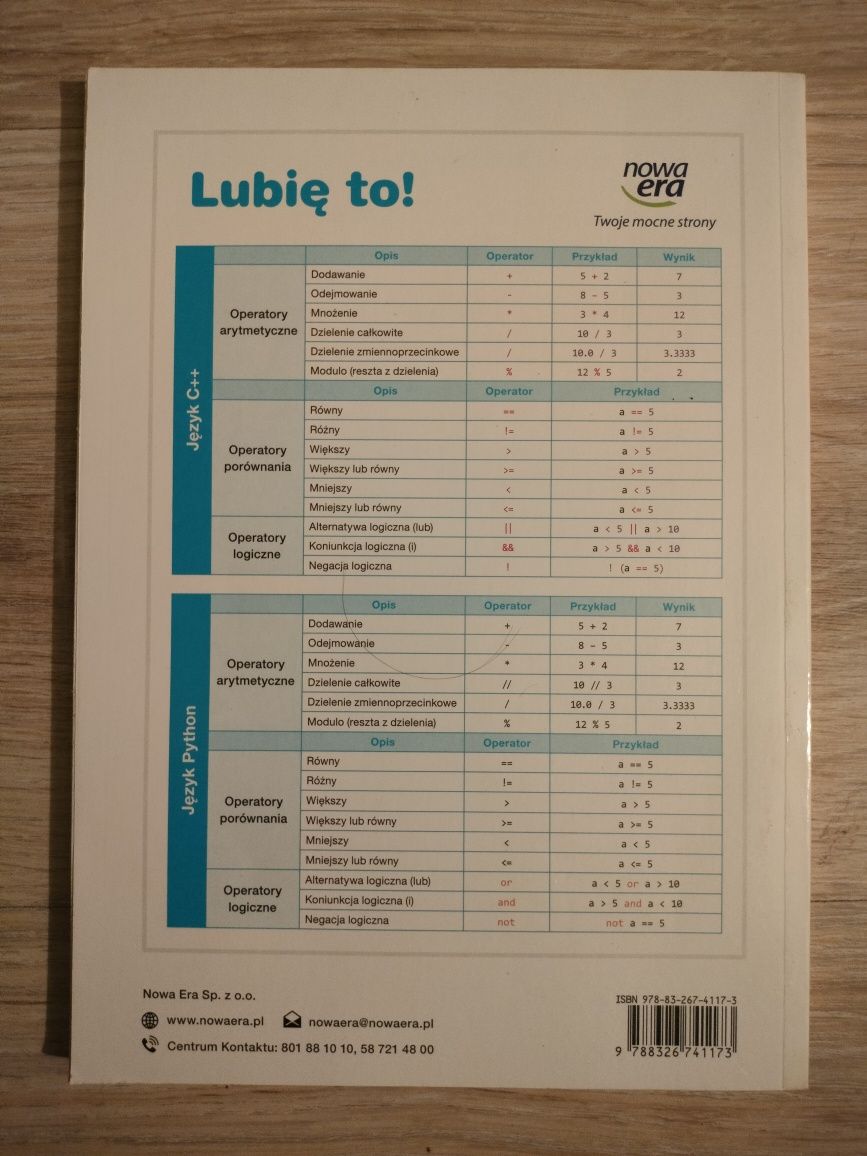 Lubię to!
nowa
era
Twoje mocne strony
Język C++
Opis Operator Przykład Wynik
Operatory arytmetyczne
Dodawanie + 5 + 2 7
Odejmowanie - 8 - 5 3
Mnożenie * 3 * 4 12
Dzielenie całkowite / 10 / 3 3
Dzielenie zmiennoprzecinkowe / 10.0 / 3 3.3333
Modulo (reszta z dzielenia) % 12 % 5 2
Opis Operator Przykład
Operatory porównania
Równy == a == 5
Różny != a != 5
Większy > a > 5
Większy lub równy >= a >= 5
Mniejszy < a < 5
Mniejszy lub równy <= a <= 5
Operatory logiczne
Alternatywa logiczna (lub) || a < 5 || a > 10
Koniunkcja logiczna (i) && a > 5 && a < 10
Negacja logiczna ! ! (a == 5)
Język Python
Opis Operator Przykład Wynik
Operatory arytmetyczne
Dodawanie + 5 + 2 7
Odejmowanie - 8 - 5 3
Mnożenie * 3 * 4 12
Dzielenie całkowite // 10 // 3 3
Dzielenie zmiennoprzecinkowe / 10.0 / 3 3.3333
Modulo (reszta z dzielenia) % 12 % 5 2
Opis Operator Przykład
Operatory porównania
Równy == a == 5
Różny != a != 5
Większy > a > 5
Większy lub równy >= a >= 5
Mniejszy < a < 5
Mniejszy lub równy <= a <= 5
Operatory logiczne
Alternatywa logiczna (lub) or a < 5 or a > 10
Koniunkcja logiczna (i) and a > 5 and a < 10
Negacja logiczna not not a == 5
Nowa Era Sp. z o.o.
www.nowaera.pl nowaera@nowaera.pl
Centrum Kontaktu: 801 88 10 10, 58 721 48 00
ISBN 978-83-267-4117-3
9 788326 741173